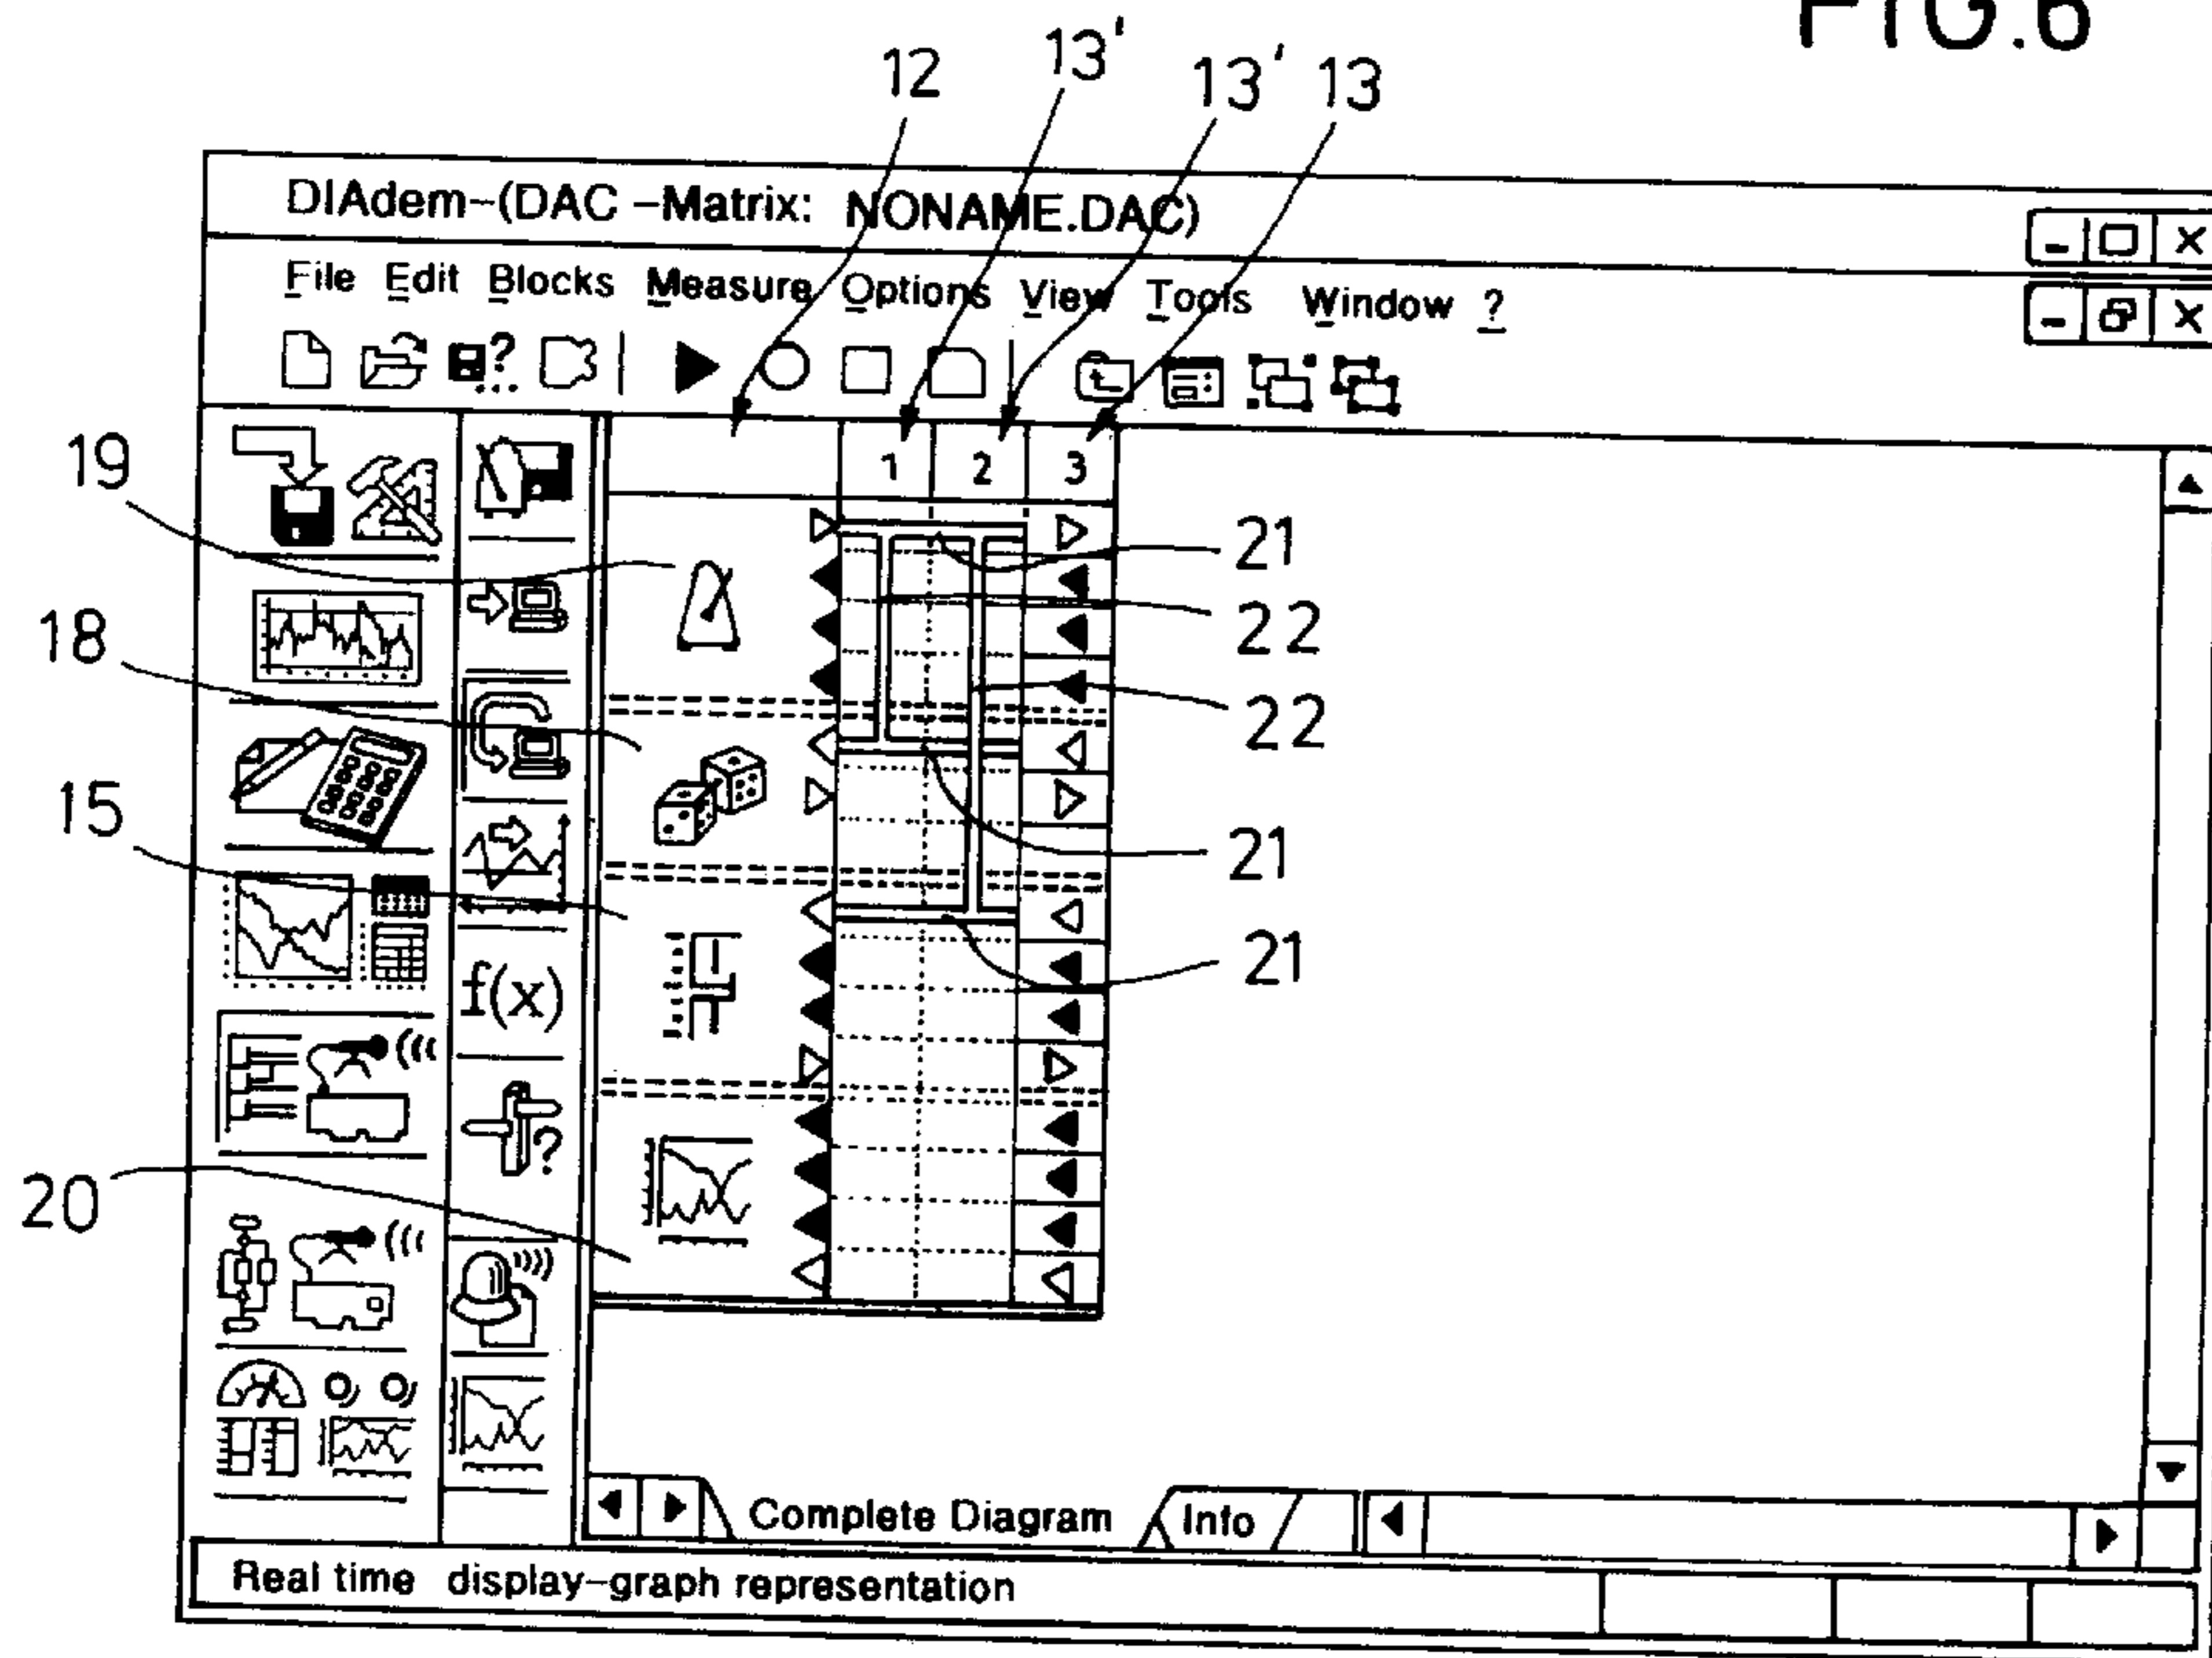 FIG.6
12 13' 13' 13
DIAdem-(DAC -Matrix: NONAME.DAC)
File Edit Blocks Measure Options View Tools Window ?
?
1 2 3
19
21
22
18
22
15
21
21
f(x)
?
20
Complete Diagram Info
Real time display-graph representation